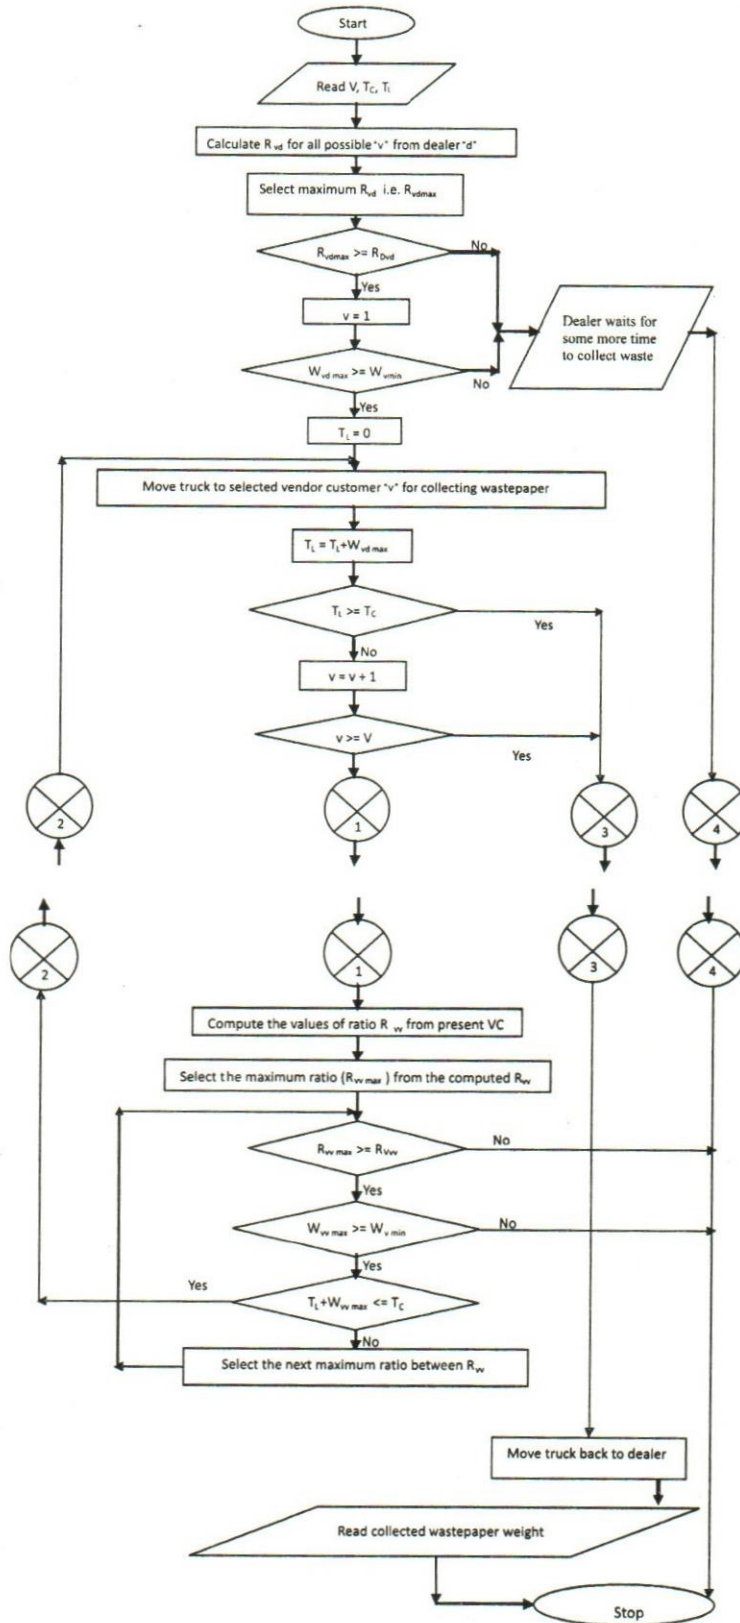 Start
Read V, T_C, T_L
Calculate R_vd for all possible "v" from dealer "d"
Select maximum R_vd i.e. R_vdmax
R_vdmax >= R_Dvd
No
Yes
v = 1
Dealer waits for
some more time
to collect waste
W_vd max >= W_vmin
No
Yes
T_L = 0
Move truck to selected vendor customer "v" for collecting wastepaper
T_L = T_L+W_vd max
T_L >= T_C
Yes
No
v = v + 1
v >= V
Yes
2
1
3
4
2
1
3
4
Compute the values of ratio R_vv from present VC
Select the maximum ratio (R_vv max) from the computed R_vv
R_vv max >= R_Vvv
No
Yes
W_vv max >= W_v min
No
Yes
Yes
T_L+W_vv max <= T_C
No
Select the next maximum ratio between R_vv
Move truck back to dealer
Read collected wastepaper weight
Stop